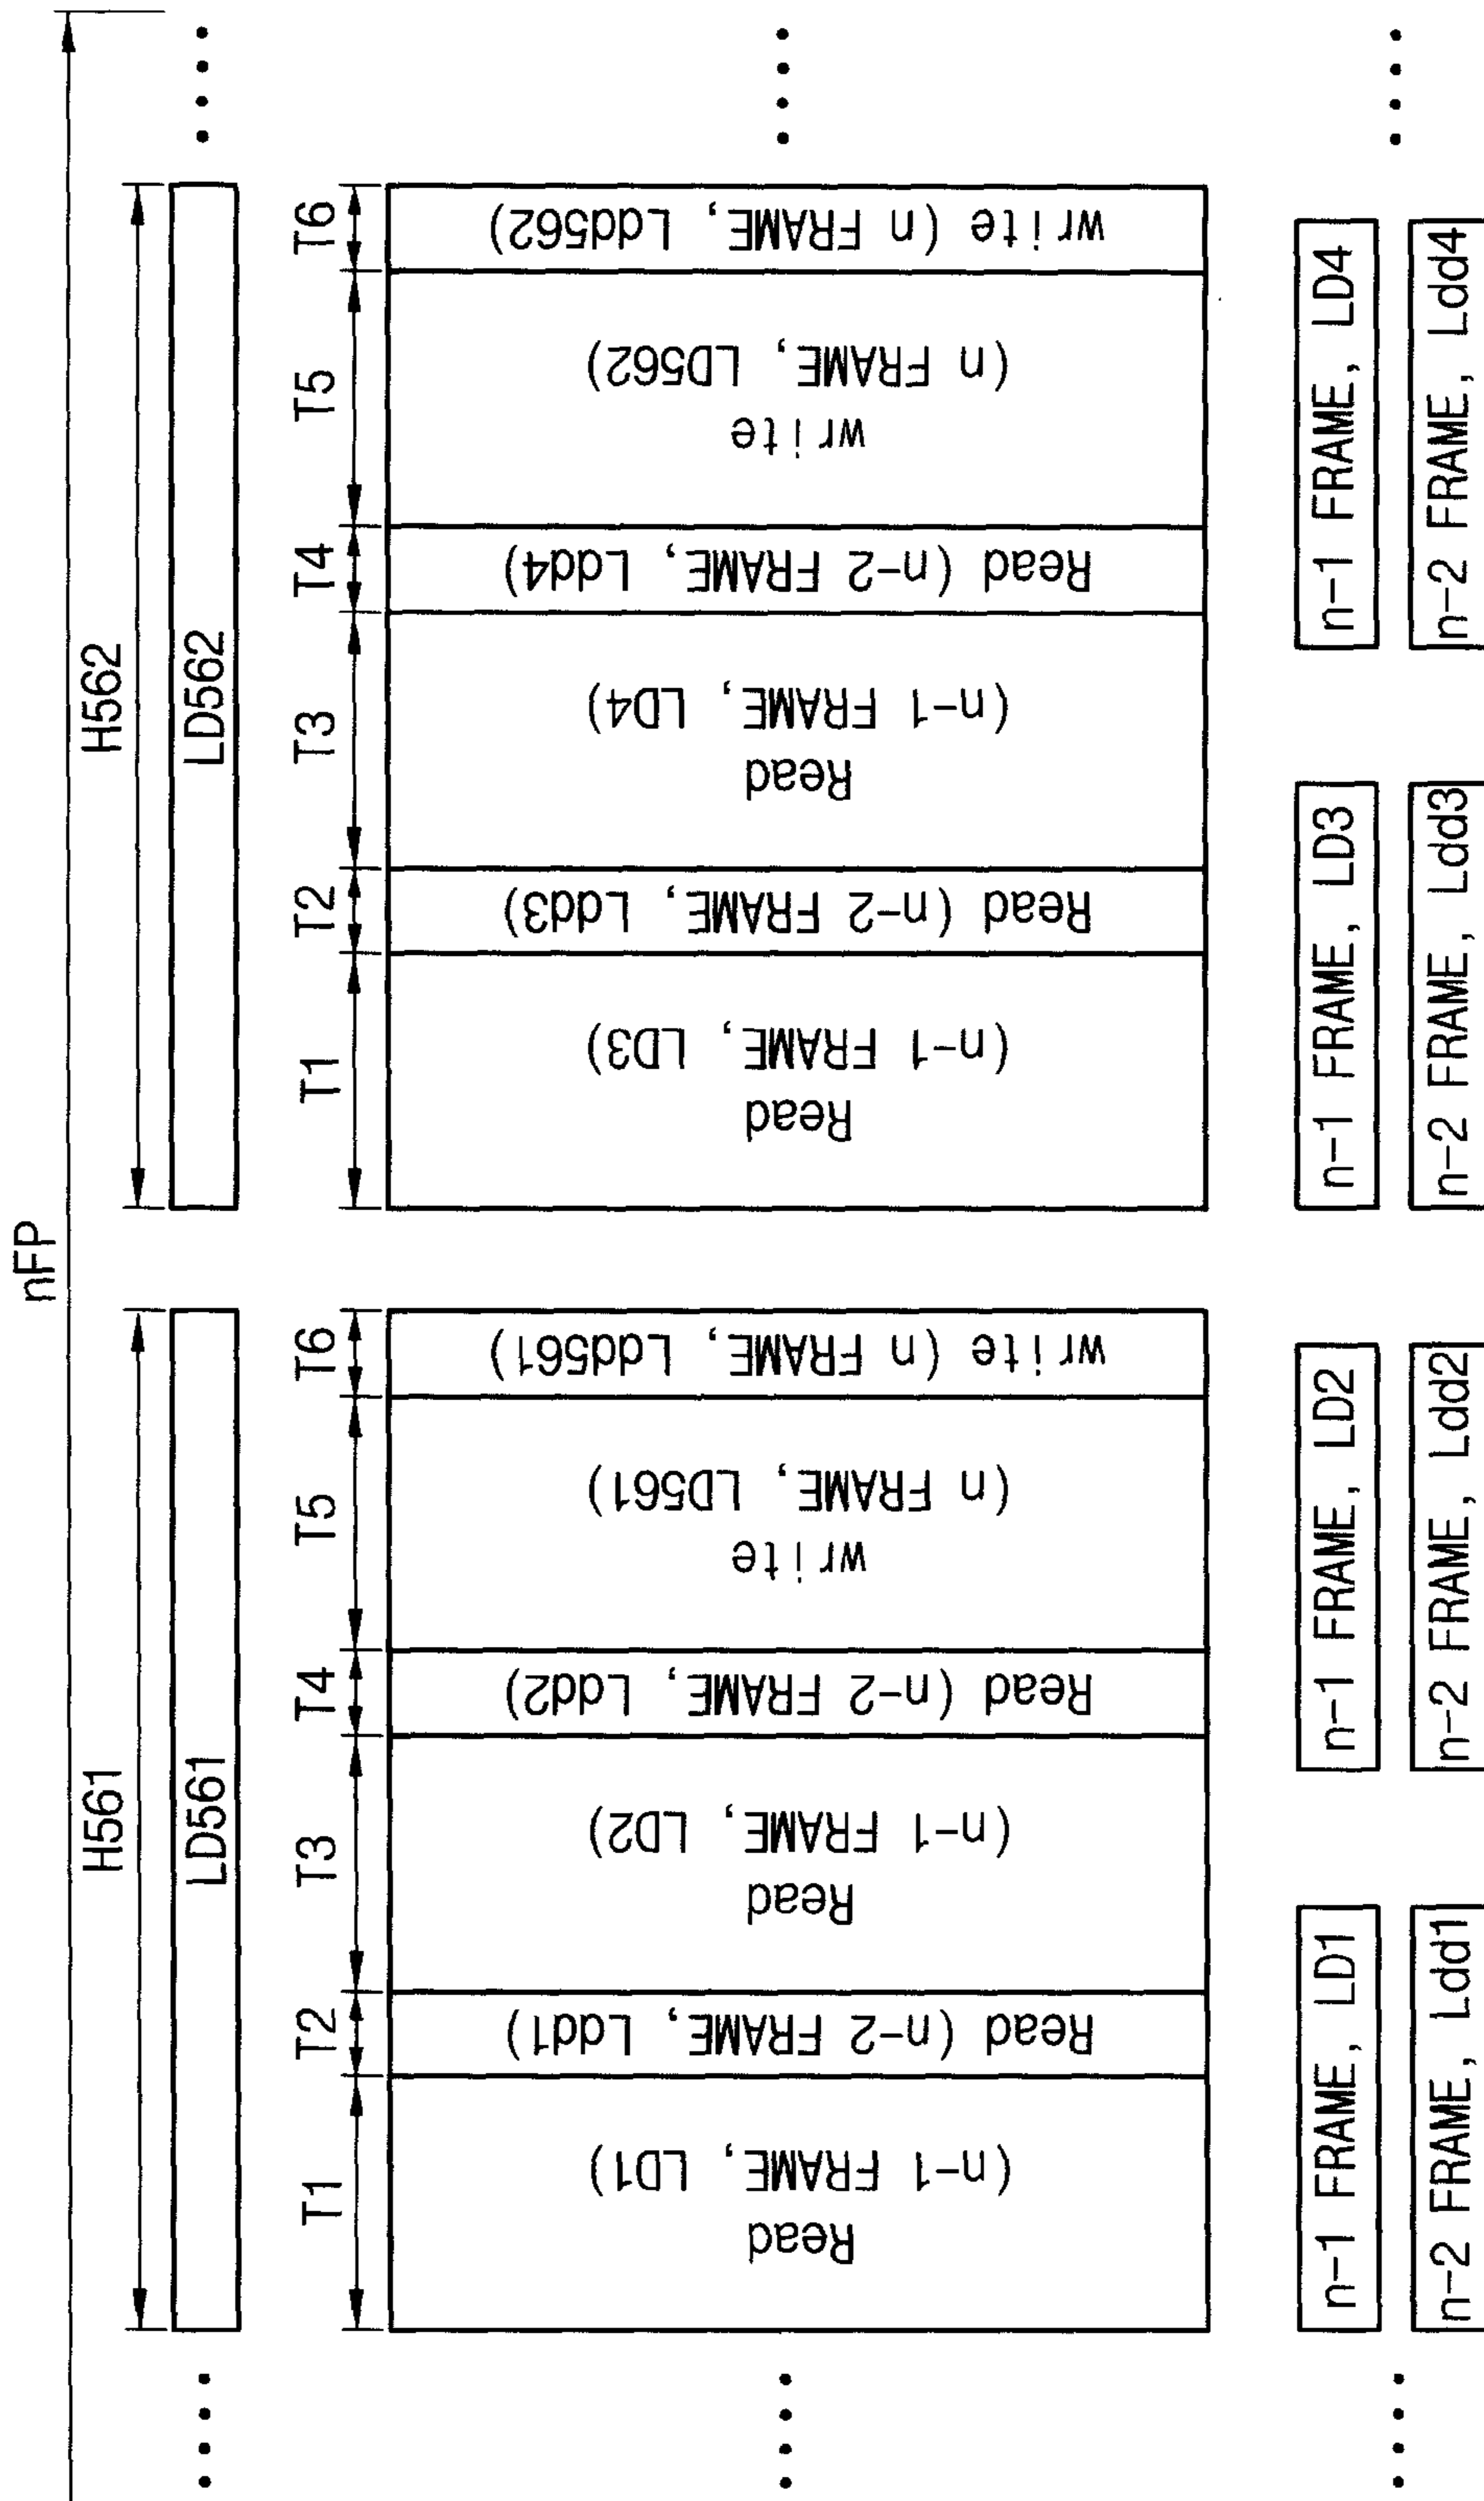 nFP
H561
H562
LD561
LD562
T1
T2
T3
T4
T5
T6
T1
T2
T3
T4
T5
T6
Read
(n-1 FRAME, LD1)
Read (n-2 FRAME, Ldd1)
Read
(n-1 FRAME, LD2)
Read (n-2 FRAME, Ldd2)
write
(n FRAME, LD561)
write (n FRAME, Ldd561)
Read
(n-1 FRAME, LD3)
Read (n-2 FRAME, Ldd3)
Read
(n-1 FRAME, LD4)
Read (n-2 FRAME, Ldd4)
write
(n FRAME, LD562)
write (n FRAME, Ldd562)
n-1 FRAME, LD1
n-1 FRAME, LD2
n-1 FRAME, LD3
n-1 FRAME, LD4
n-2 FRAME, Ldd1
n-2 FRAME, Ldd2
n-2 FRAME, Ldd3
n-2 FRAME, Ldd4